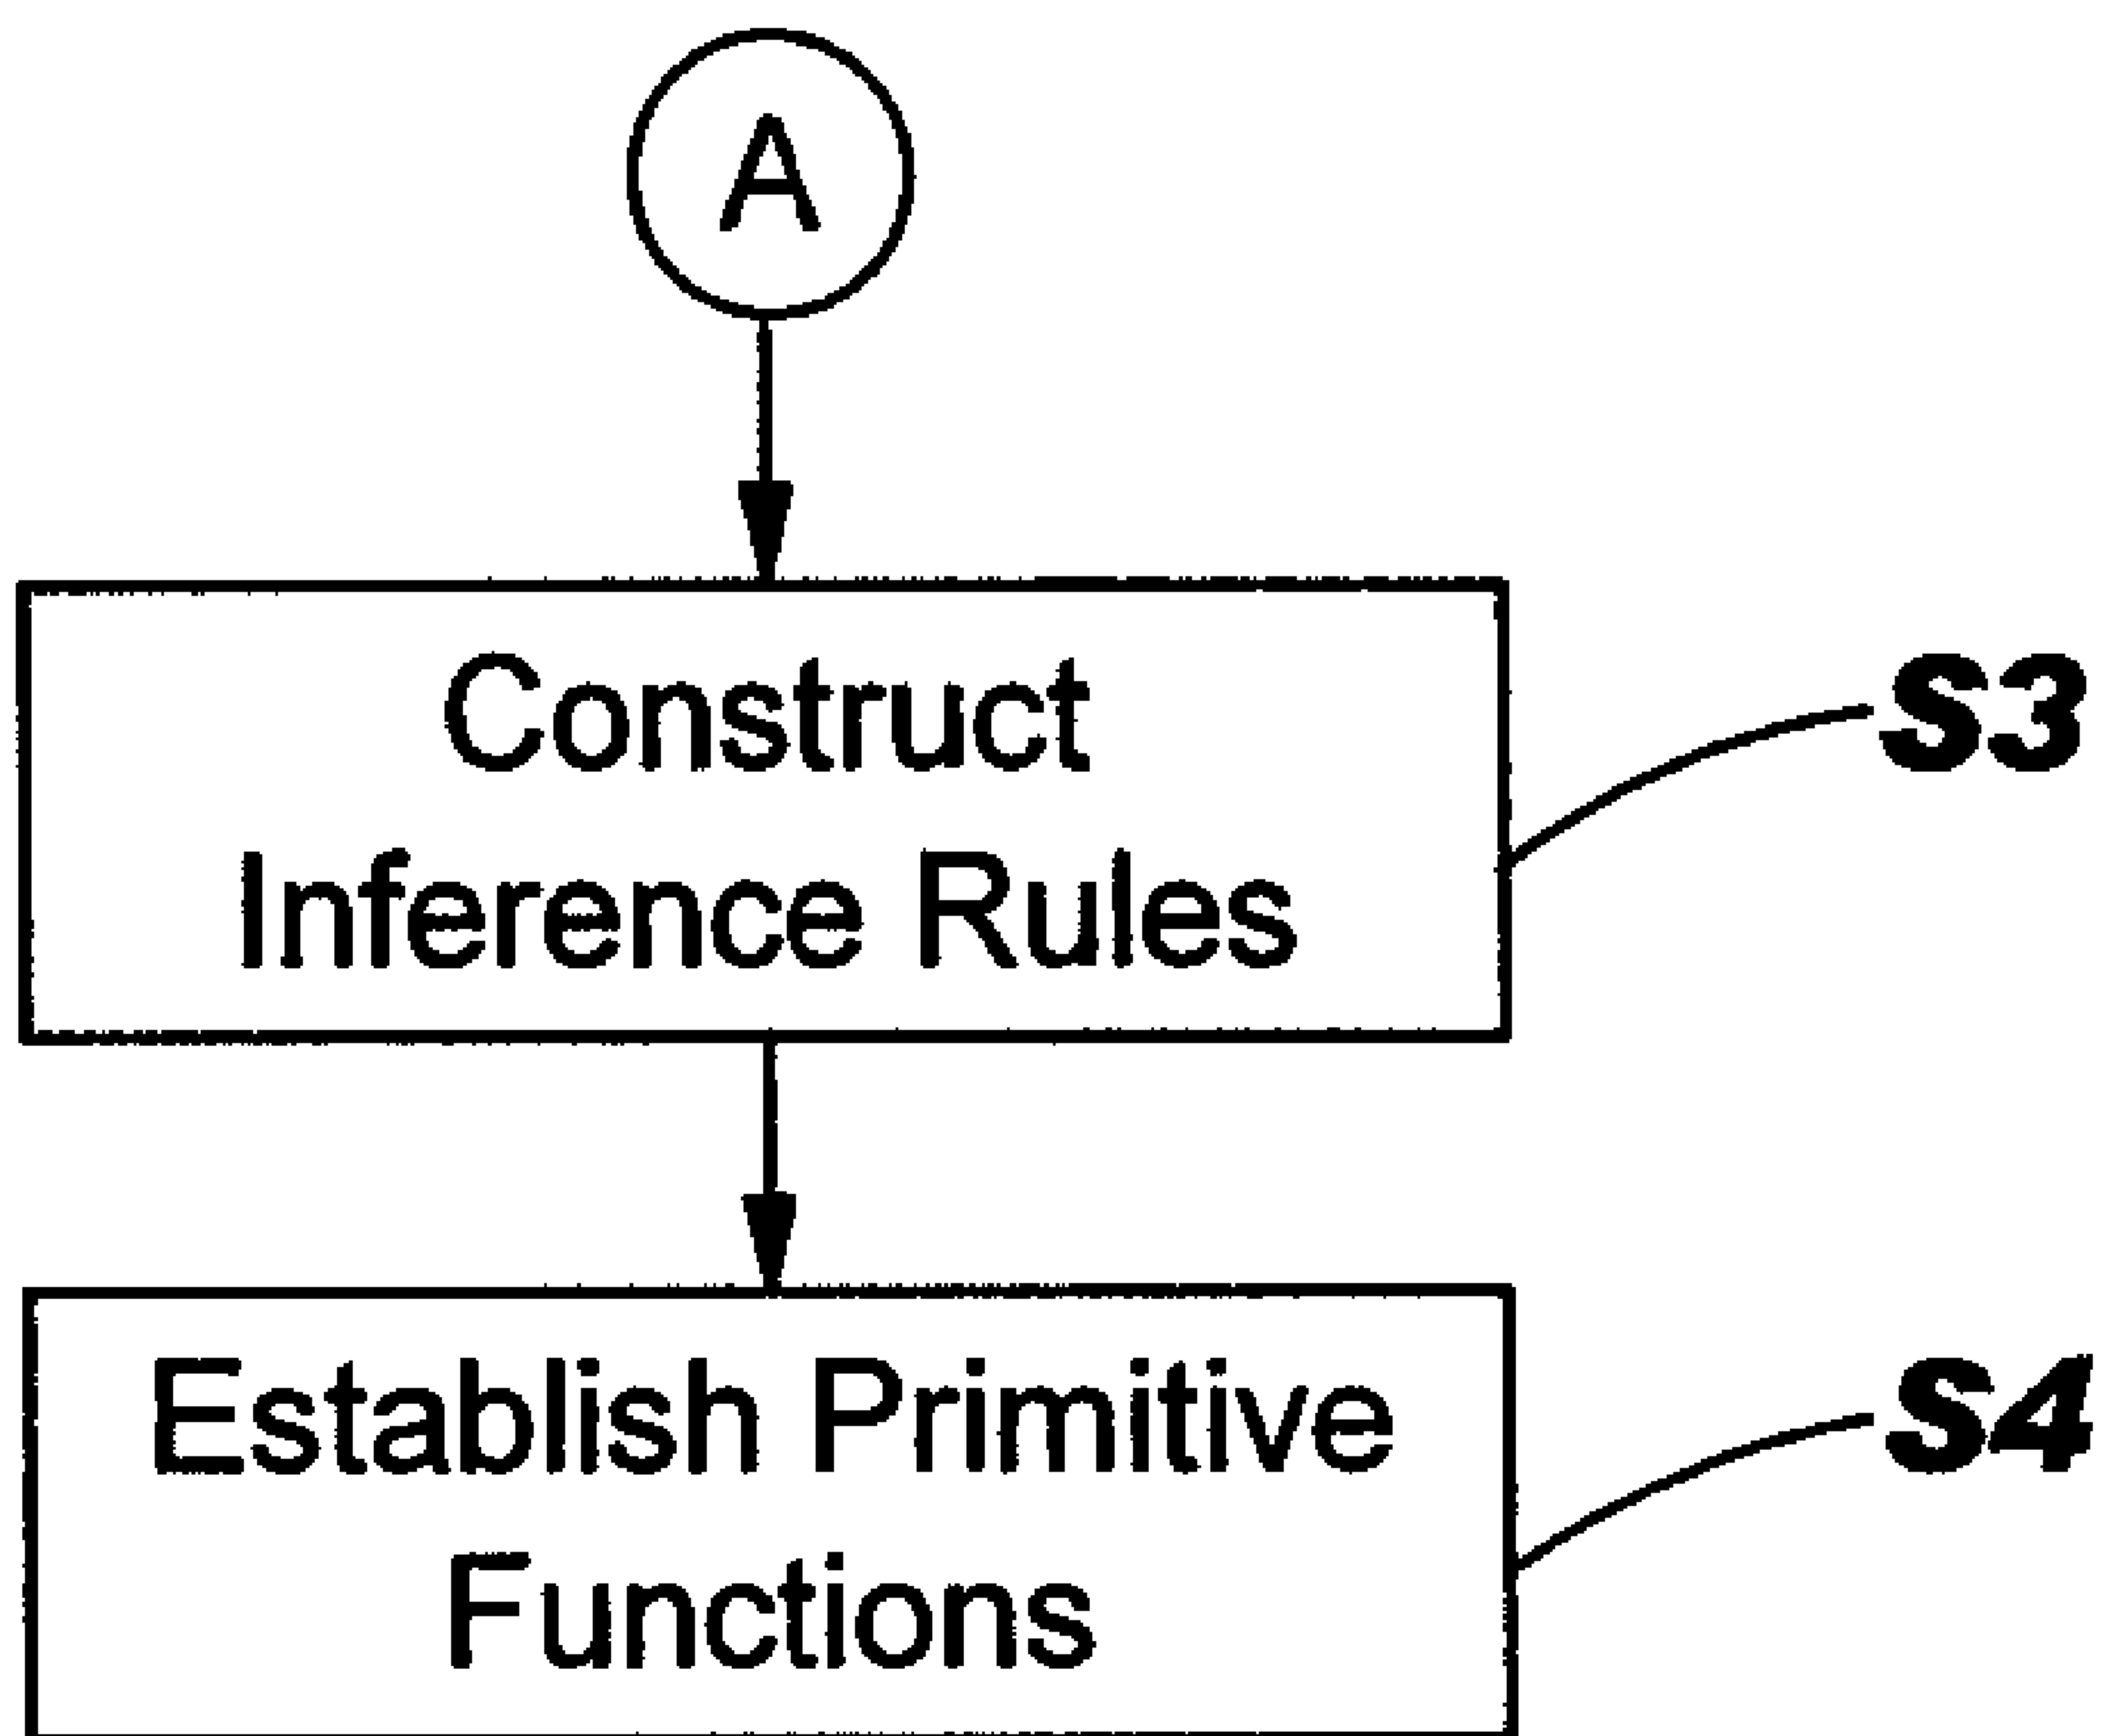 A
Construct
Inference Rules
S3
Establish Primitive
Functions
S4